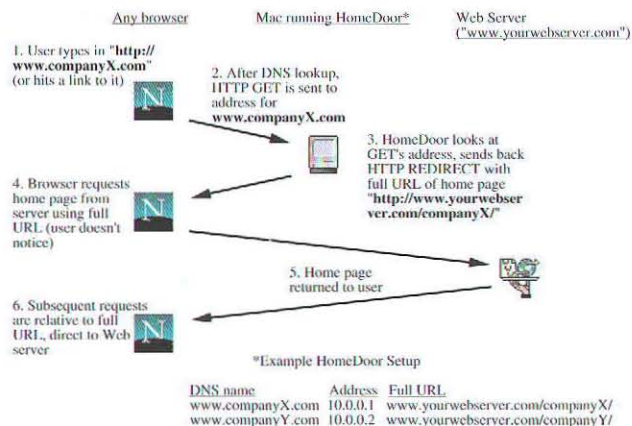 Any browser
Mac running HomeDoor*
Web Server
("www.yourwebserver.com")
1. User types in "http://
www.companyX.com"
(or hits a link to it)
N
2. After DNS lookup,
HTTP GET is sent to
address for
www.companyX.com
3. HomeDoor looks at
GET's address, sends back
HTTP REDIRECT with
full URL of home page
"http://www.yourwebser
ver.com/companyX/"
4. Browser requests
home page from
server using full
URL (user doesn't
notice)
N
5. Home page
returned to user
6. Subsequent requests
are relative to full
URL, direct to Web
server
N
*Example HomeDoor Setup
DNS name Address Full URL
www.companyX.com 10.0.0.1 www.yourwebserver.com/companyX/
www.companyY.com 10.0.0.2 www.yourwebserver.com/companyY/